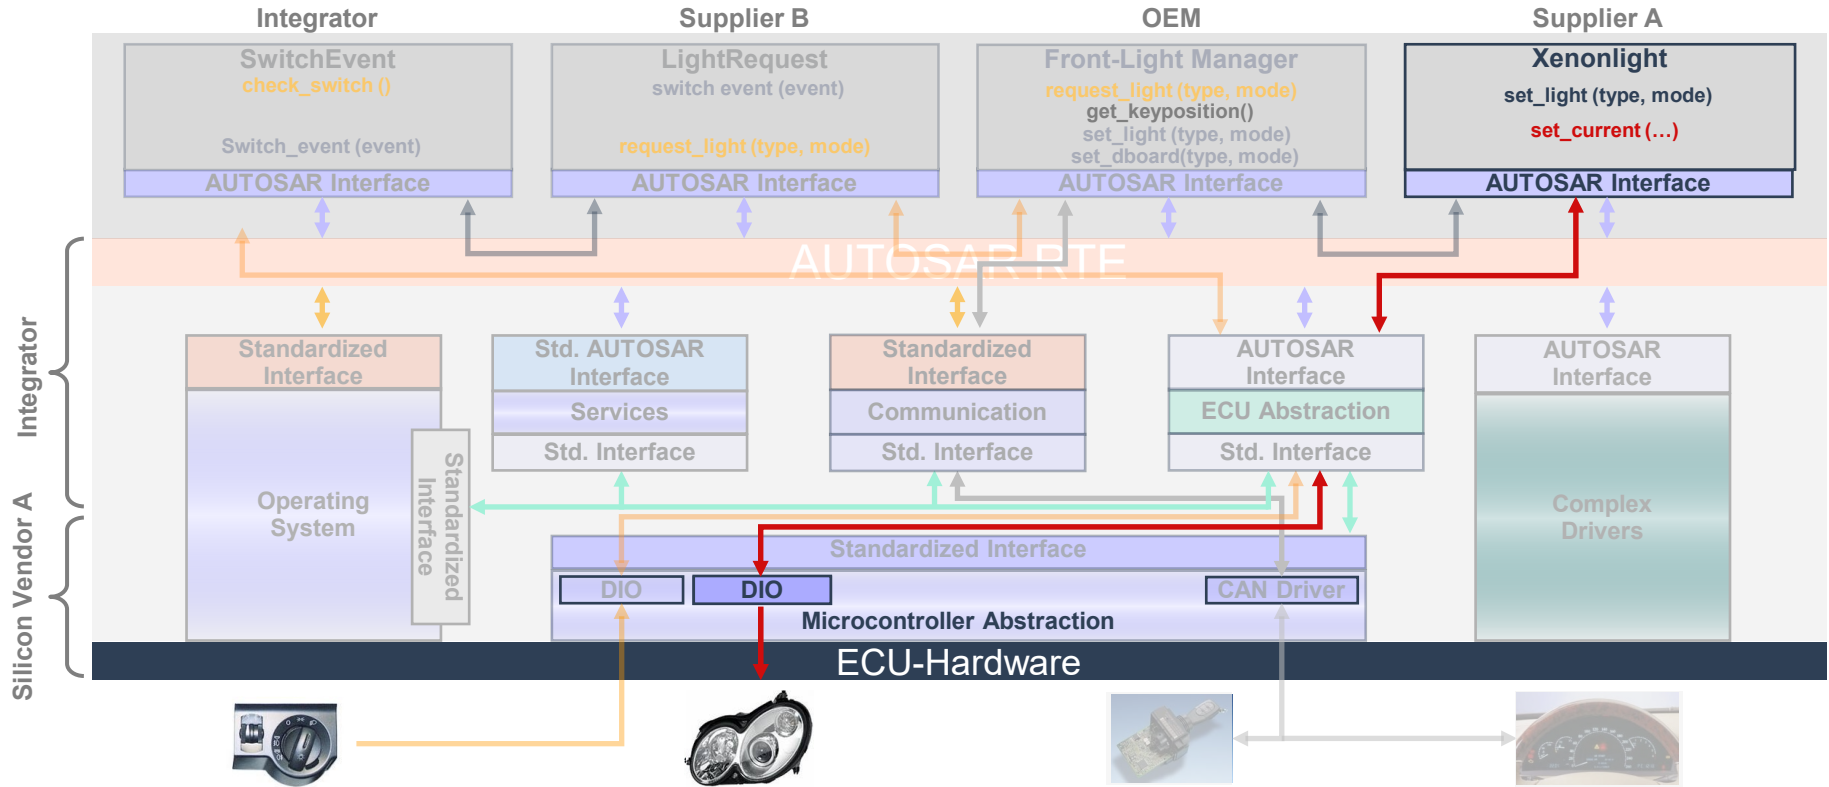 Integrator
Supplier B
OEM
Supplier A
SwitchEvent
check_switch ()
Switch_event (event)
AUTOSAR Interface
LightRequest
switch event (event)
request_light (type, mode)
AUTOSAR Interface
Front-Light Manager
request_light (type, mode)
get_keyposition()
set_light (type, mode)
set_dboard(type, mode)
AUTOSAR Interface
Xenonlight
set_light (type, mode)
set_current (…)
AUTOSAR Interface
AUTOSAR RTE
Integrator
Silicon Vendor A
Standardized
Interface
Operating
System
Standardized
Interface
Std. AUTOSAR
Interface
Services
Std. Interface
Standardized
Interface
Communication
Std. Interface
AUTOSAR
Interface
ECU Abstraction
Std. Interface
AUTOSAR
Interface
Complex
Drivers
Standardized Interface
DIO
DIO
CAN Driver
Microcontroller Abstraction
ECU-Hardware